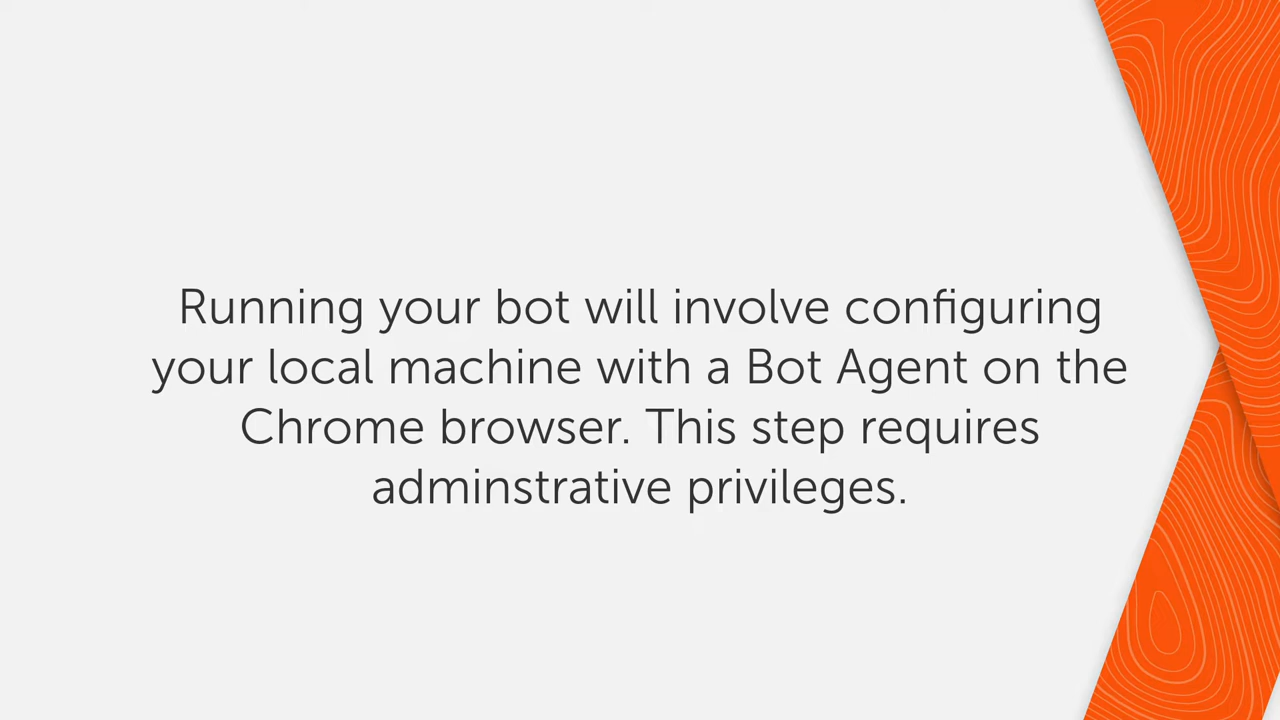 Running your bot will involve configuring
your local machine with a Bot Agent on the
Chrome browser. This step requires
adminstrative privileges.